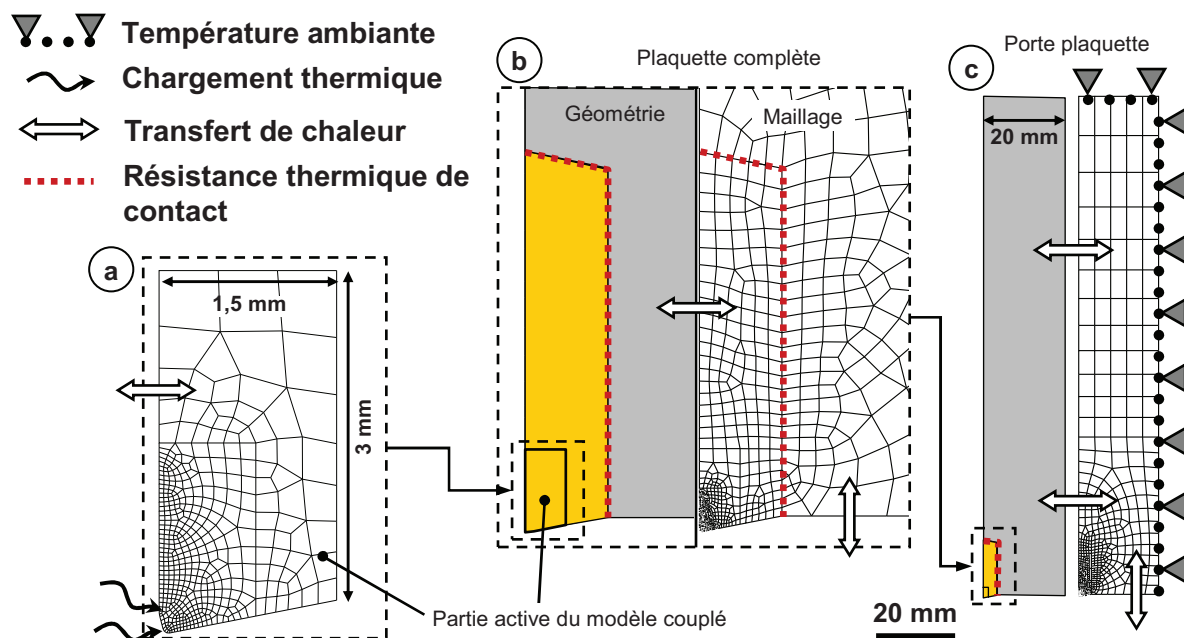 Température ambiante
Chargement thermique
Transfert de chaleur
Résistance thermique de
contact
a
1,5 mm
3 mm
b
Plaquette complète
Géométrie
Maillage
Partie active du modèle couplé
Porte plaquette
c
20 mm
20 mm